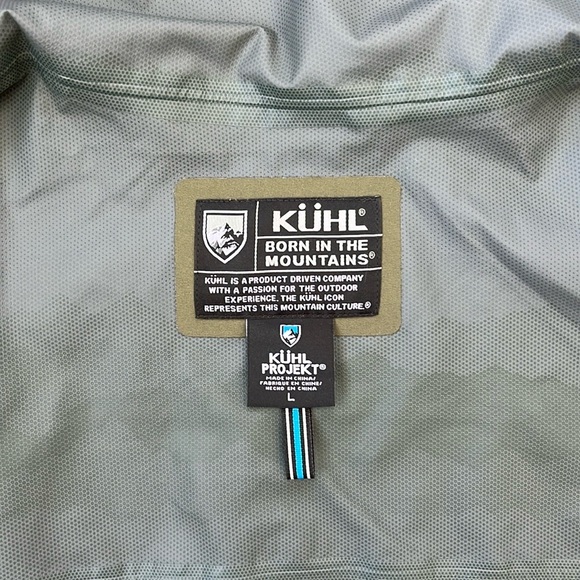 KÜHL®
BORN IN THE
MOUNTAINS®
KÜHL IS A PRODUCT DRIVEN COMPANY
WITH A PASSION FOR THE OUTDOOR
EXPERIENCE. THE KÜHL ICON
REPRESENTS THIS MOUNTAIN CULTURE.®
KÜHL
PROJEKT®
MADE IN CHINA/
FABRIQUÉ EN CHINE/
HECHO EN CHINA
L